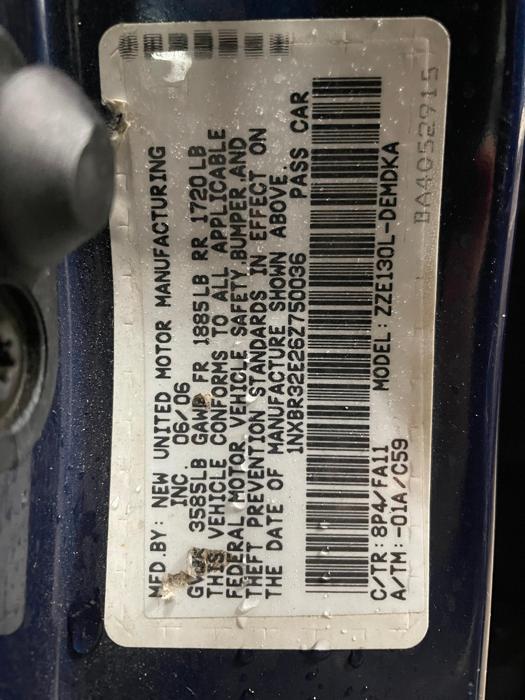 MFD.BY: NEW UNITED MOTOR MANUFACTURING
INC. 06/06
3585LB GAWR FR 1885LB RR 1720LB
THIS VEHICLE CONFORMS TO ALL APPLICABLE
FEDERAL MOTOR VEHICLE SAFETY, BUMPER, AND
THEFT PREVENTION STANDARDS IN EFFECT ON
THE DATE OF MANUFACTURE SHOWN ABOVE.
1NXBR32E26Z750036 PASS CAR
C/TR: 8P4/FA11 MODEL: ZZE130L-DEMDKA
A/TM: -01A/C59
BA4052915